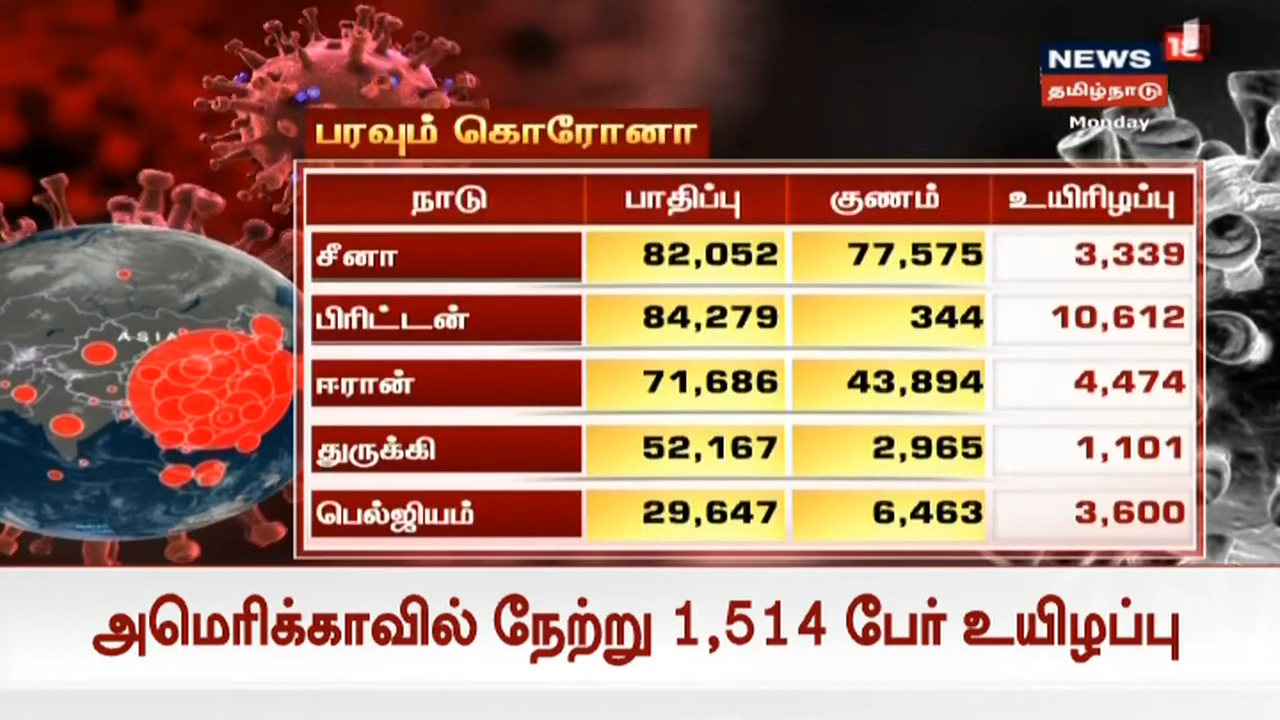 NEWS 18
தமிழ்நாடு
Monday
பரவும் கொரோனா
நாடு பாதிப்பு குணம் உயிரிழப்பு
சீனா 82,052 77,575 3,339
பிரிட்டன் 84,279 344 10,612
ASIA
ஈரான் 71,686 43,894 4,474
துருக்கி 52,167 2,965 1,101
பெல்ஜியம் 29,647 6,463 3,600
அமெரிக்காவில் நேற்று 1,514 பேர் உயிழப்பு